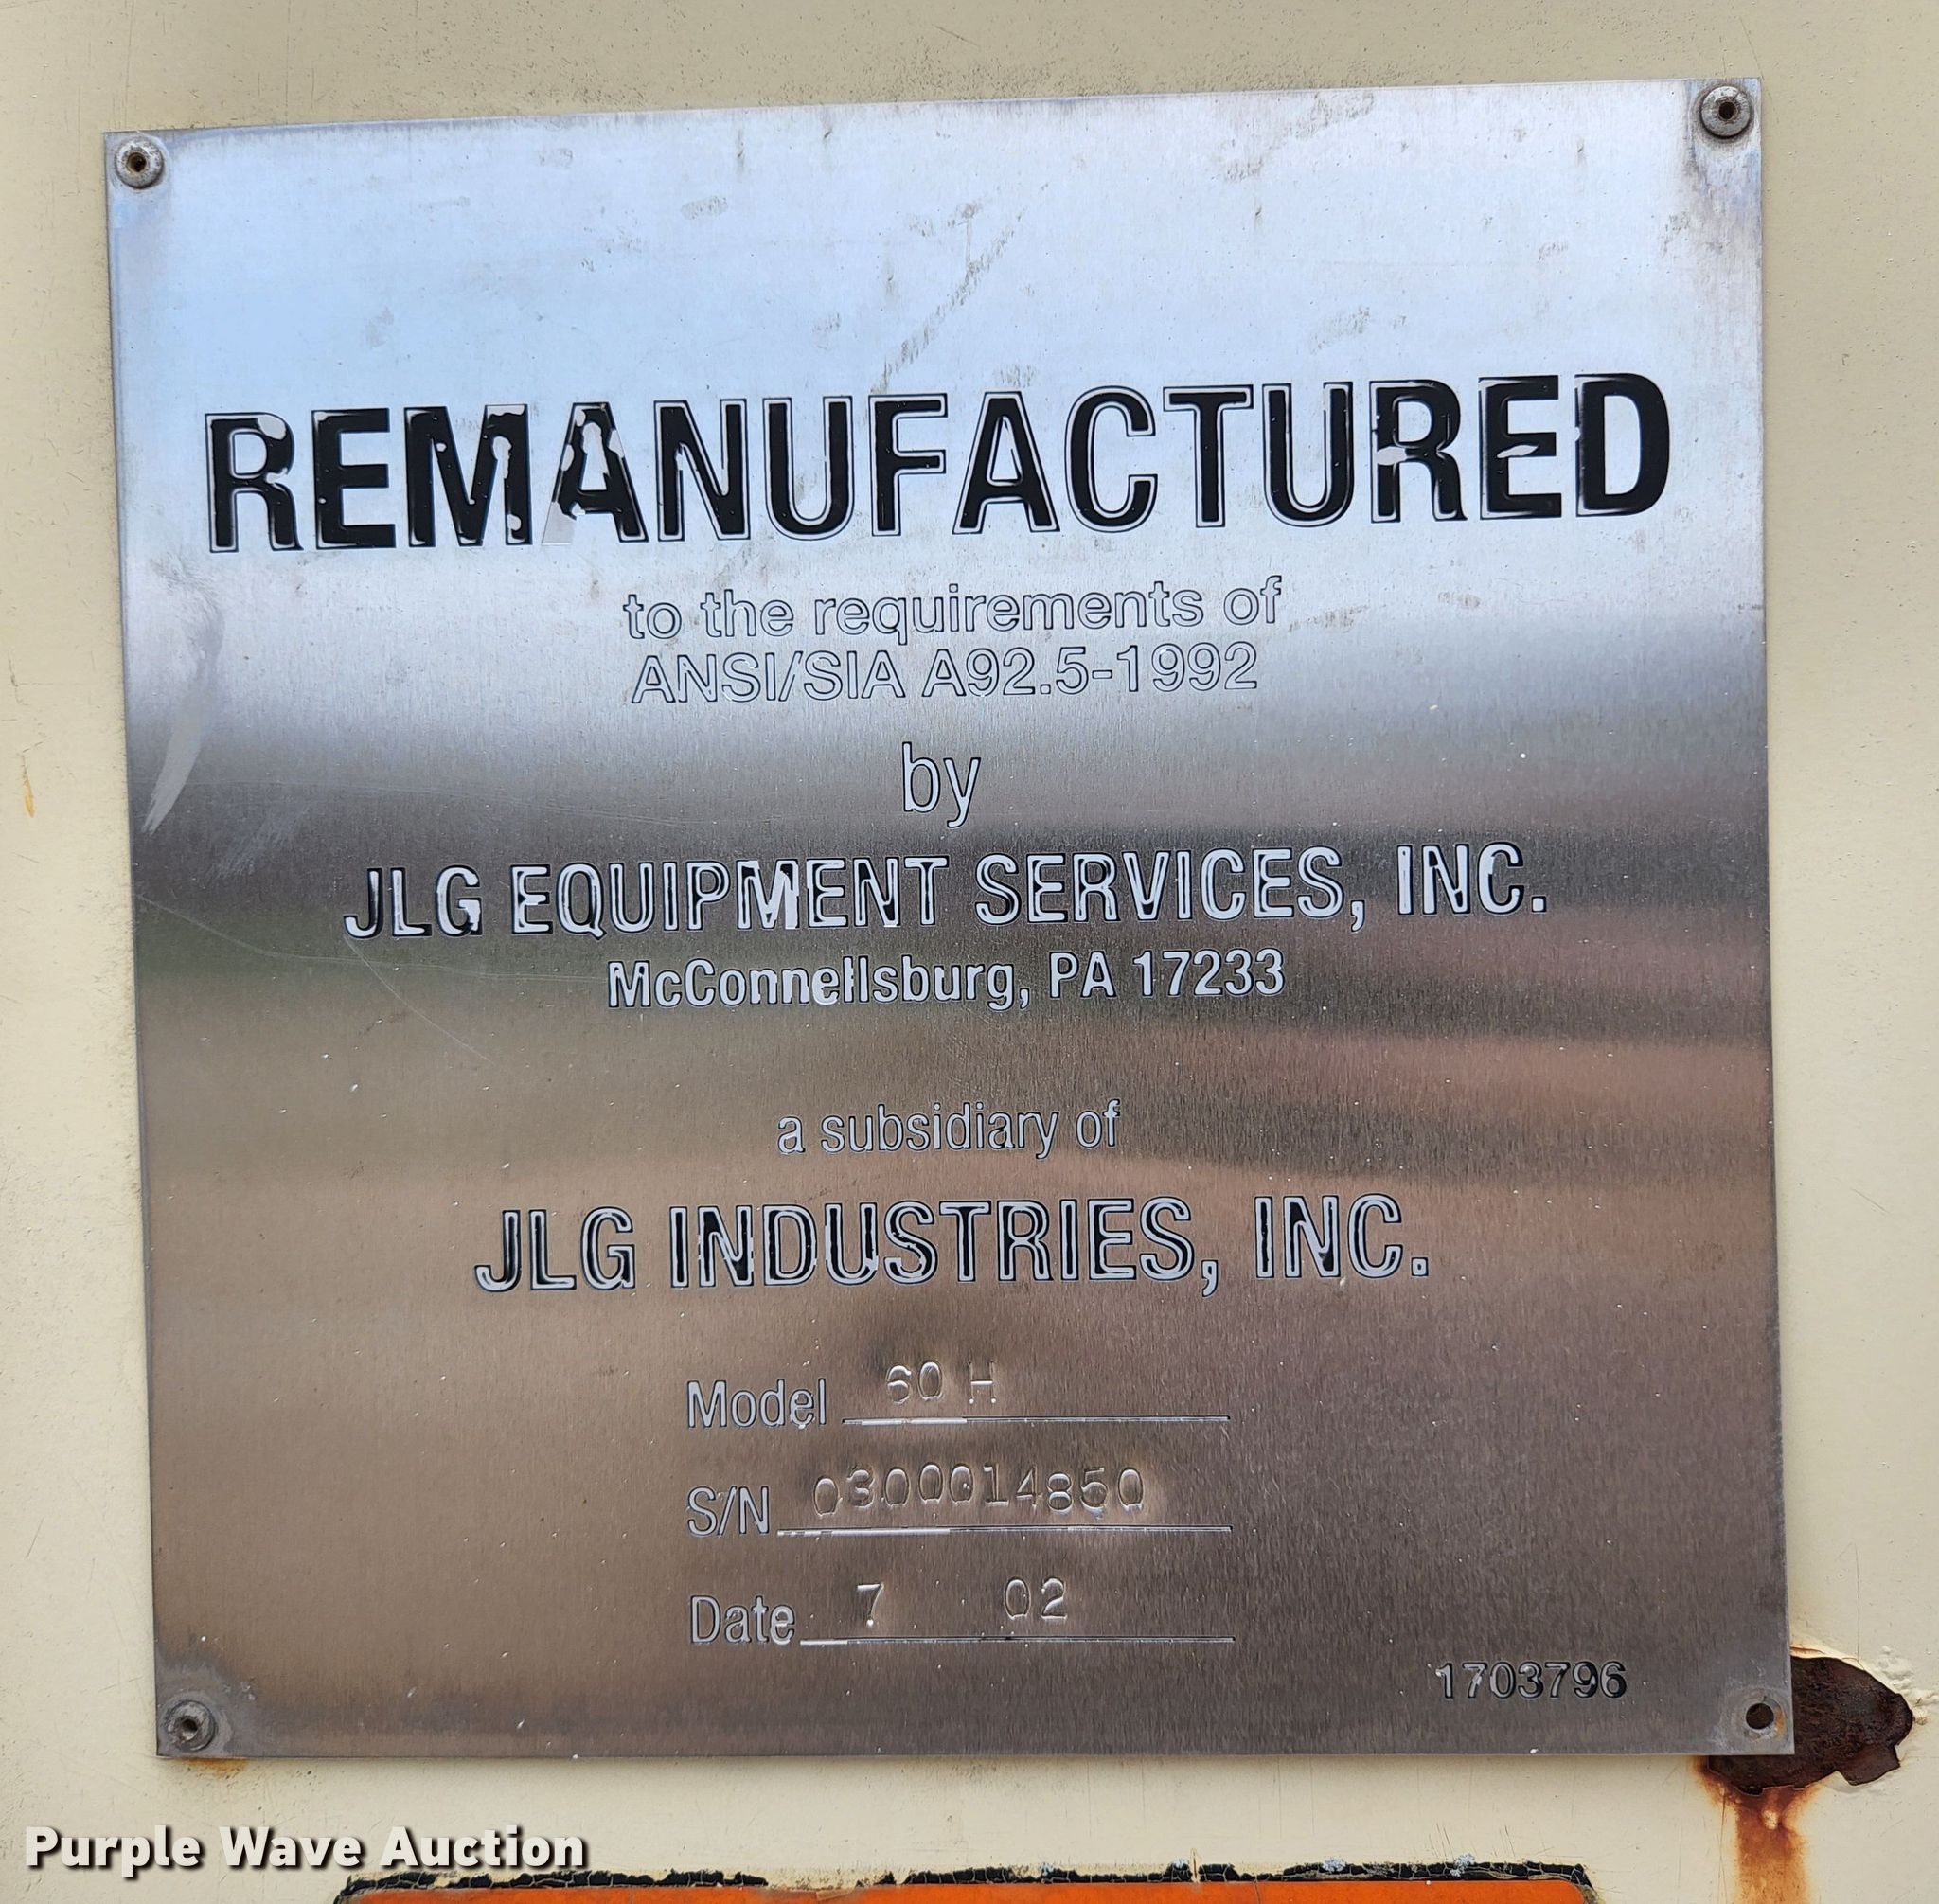 REMANUFACTURED
to the requirements of
ANSI/SIA A92.5-1992
by
JLG EQUIPMENT SERVICES, INC.
McConnellsburg, PA 17233
a subsidiary of
JLG INDUSTRIES, INC.
Model 60 H
S/N 0300014850
Date 7 02
1703796
Purple Wave Auction